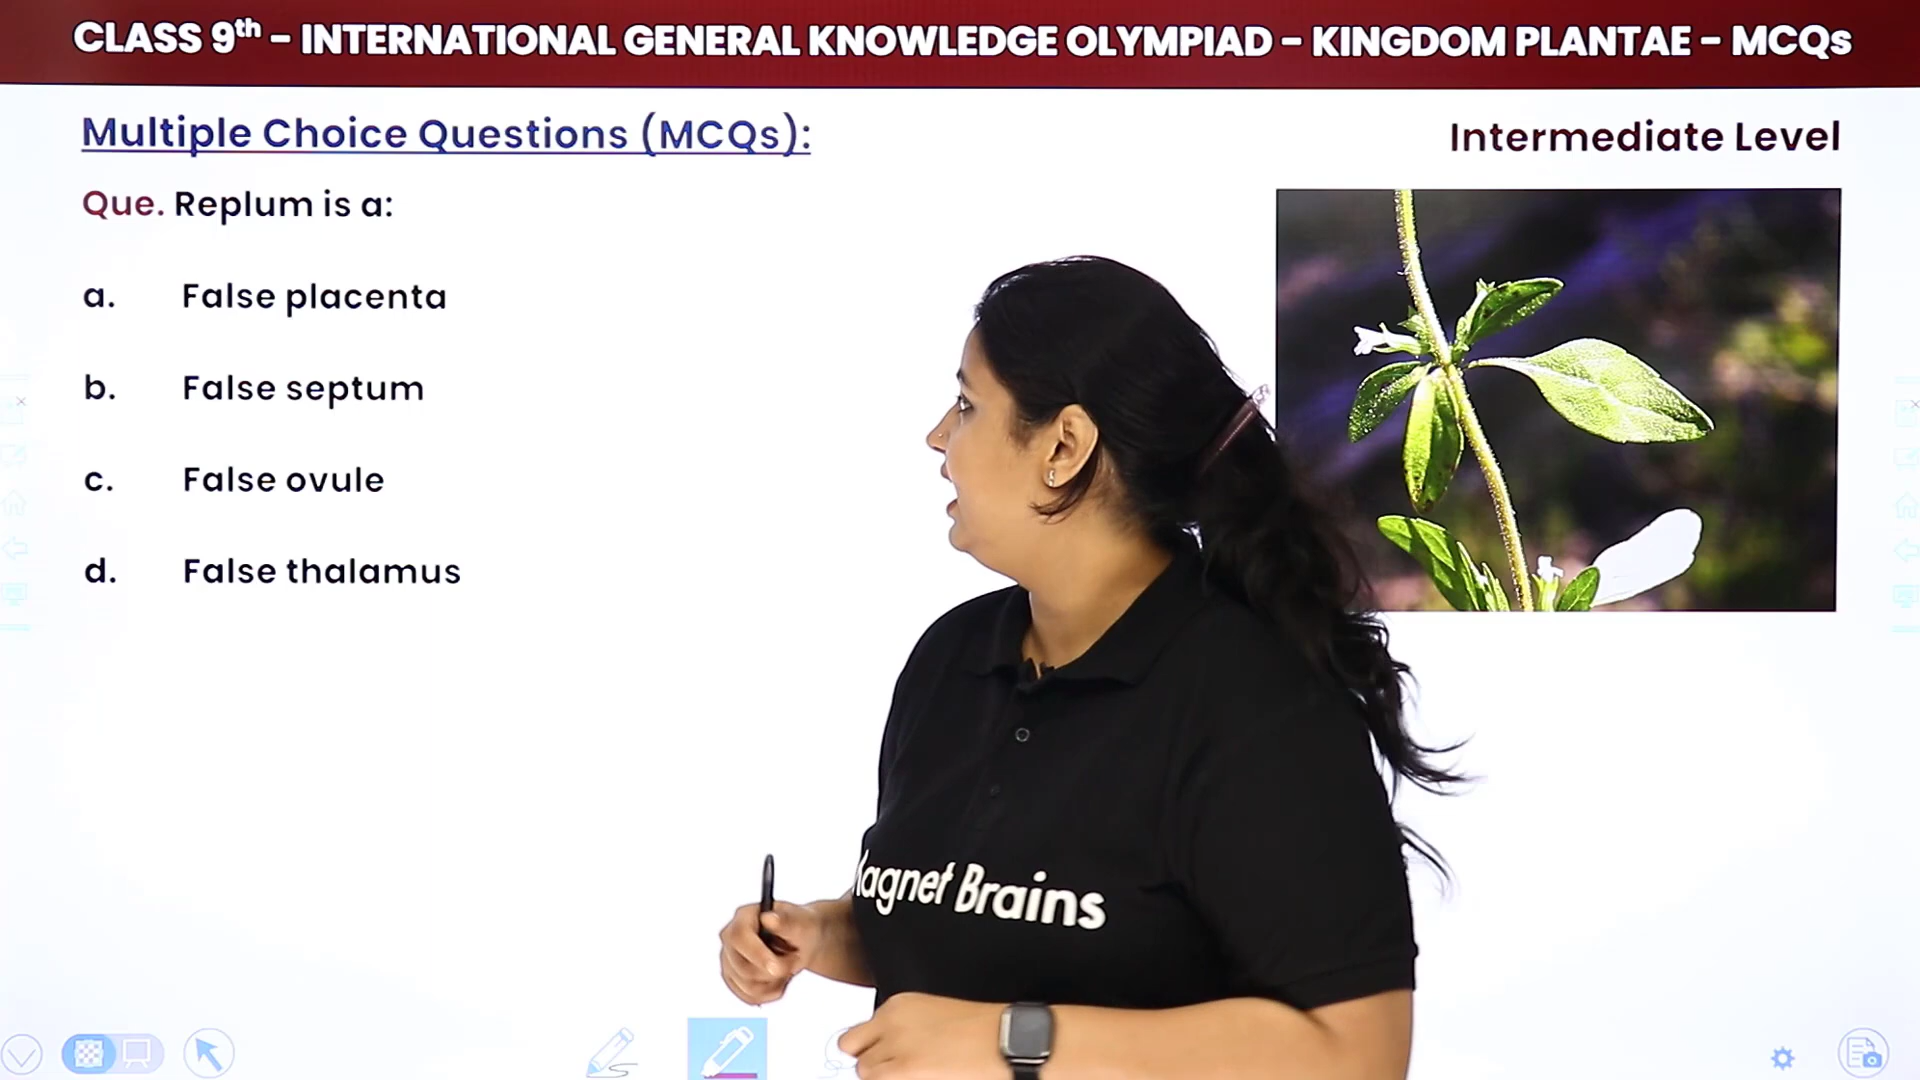 CLASS 9th – INTERNATIONAL GENERAL KNOWLEDGE OLYMPIAD – KINGDOM PLANTAE – MCQs
Multiple Choice Questions (MCQs):
Intermediate Level
Que. Replum is a:
a. False placenta
b. False septum
c. False ovule
d. False thalamus
Magnet Brains